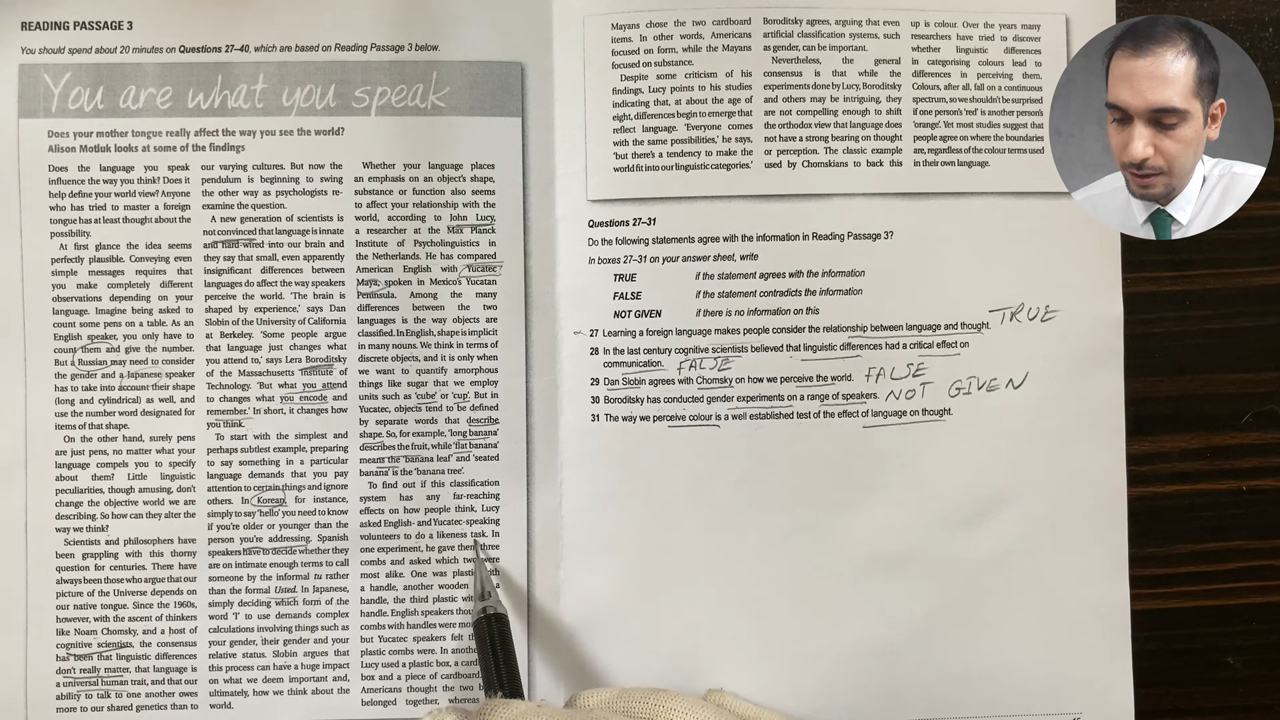 READING PASSAGE 3
You should spend about 20 minutes on Questions 27–40, which are based on Reading Passage 3 below.
You are what you speak
Does your mother tongue really affect the way you see the world?
Alison Motluk looks at some of the findings
Does the language you speak
influence the way you think? Does it
help define your world view? Anyone
who has tried to master a foreign
tongue has at least thought about the
possibility.
At first glance the idea seems
perfectly plausible. Conveying even
simple messages requires that
you make completely different
observations depending on your
language. Imagine being asked to
count some pens on a table. As an
English speaker, you only have to
count them and give the number.
But a Russian may need to consider
the gender and a Japanese speaker
has to take into account their shape
(long and cylindrical) as well, and
use the number word designated for
items of that shape.
On the other hand, surely pens
are just pens, no matter what your
language compels you to specify
about them? Little linguistic
peculiarities, though amusing, don't
change the objective world we are
describing. So how can they alter the
way we think?
Scientists and philosophers have
been grappling with this thorny
question for centuries. There have
always been those who argue that our
picture of the Universe depends on
our native tongue. Since the 1960s,
however, with the ascent of thinkers
like Noam Chomsky, and a host of
cognitive scientists, the consensus
has been that linguistic differences
don't really matter, that language is
a universal human trait, and that our
ability to talk to one another owes
more to our shared genetics than to
our varying cultures. But now the
pendulum is beginning to swing
the other way as psychologists re-
examine the question.
A new generation of scientists is
not convinced that language is innate
and hard-wired into our brain and
they say that small, even apparently
insignificant differences between
languages do affect the way speakers
perceive the world. 'The brain is
shaped by experience,' says Dan
Slobin of the University of California
at Berkeley. 'Some people argue
that language just changes what
you attend to,' says Lera Boroditsky
of the Massachusetts Institute of
Technology. 'But what you attend
to changes what you encode and
remember.' In short, it changes how
you think.
To start with the simplest and
perhaps subtlest example, preparing
to say something in a particular
language demands that you pay
attention to certain things and ignore
others. In Korean, for instance,
simply to say 'hello' you need to know
if you're older or younger than the
person you're addressing. Spanish
speakers have to decide whether they
are on intimate enough terms to call
someone by the informal tu rather
than the formal Usted. In Japanese,
simply deciding which form of the
word 'I' to use demands complex
calculations involving things such as
your gender, their gender and your
relative status. Slobin argues that
this process can have a huge impact
on what we deem important and,
ultimately, how we think about the
world.
Whether your language places
an emphasis on an object's shape,
substance or function also seems
to affect your relationship with the
world, according to John Lucy,
a researcher at the Max Planck
Institute of Psycholinguistics in
the Netherlands. He has compared
American English with Yucatec
Maya, spoken in Mexico's Yucatan
Peninsula. Among the many
differences between the two
languages is the way objects are
classified. In English, shape is implicit
in many nouns. We think in terms of
discrete objects, and it is only when
we want to quantify amorphous
things like sugar that we employ
units such as 'cube' or 'cup'. But in
Yucatec, objects tend to be defined
by separate words that describe
shape. So, for example, 'long banana'
describes the fruit, while 'flat banana'
means the 'banana leaf' and 'seated
banana' is the 'banana tree'.
To find out if this classification
system has any far-reaching
effects on how people think, Lucy
asked English- and Yucatec-speaking
volunteers to do a likeness task. In
one experiment, he gave them three
combs and asked which two were
most alike. One was plastic with
a handle, another wooden a
handle, the third plastic
handle. English speakers
combs with handles were
but Yucatec speakers felt
plastic combs were. In
Lucy used a plastic box, a
box and a piece of cardboard.
Americans thought the two
belonged together, whereas
Mayans chose the two cardboard
items. In other words, Americans
focused on form, while the Mayans
focused on substance.
Despite some criticism of his
findings, Lucy points to his studies
indicating that, at about the age of
eight, differences begin to emerge that
reflect language. 'Everyone comes
with the same possibilities,' he says,
'but there's a tendency to make the
world fit into our linguistic categories.'
Boroditsky agrees, arguing that even
artificial classification systems, such
as gender, can be important.
Nevertheless, the general
consensus is that while the
experiments done by Lucy, Boroditsky
and others may be intriguing, they
are not compelling enough to shift
the orthodox view that language does
not have a strong bearing on thought
or perception. The classic example
used by Chomskians to back this
up is colour. Over the years many
researchers have tried to discover
whether linguistic differences
in categorising colours lead to
differences in perceiving them.
Colours, after all, fall on a continuous
spectrum, so we shouldn't be surprised
if one person's 'red' is another person's
'orange'. Yet most studies suggest that
people agree on where the boundaries
are, regardless of the colour terms used
in their own language.
Questions 27–31
Do the following statements agree with the information in Reading Passage 3?
In boxes 27–31 on your answer sheet, write
TRUE if the statement agrees with the information
FALSE if the statement contradicts the information
NOT GIVEN if there is no information on this
27 Learning a foreign language makes people consider the relationship between language and thought. TRUE
28 In the last century cognitive scientists believed that linguistic differences had a critical effect on
communication. FALSE
29 Dan Slobin agrees with Chomsky on how we perceive the world. FALSE
30 Boroditsky has conducted gender experiments on a range of speakers. NOT GIVEN
31 The way we perceive colour is a well established test of the effect of language on thought.